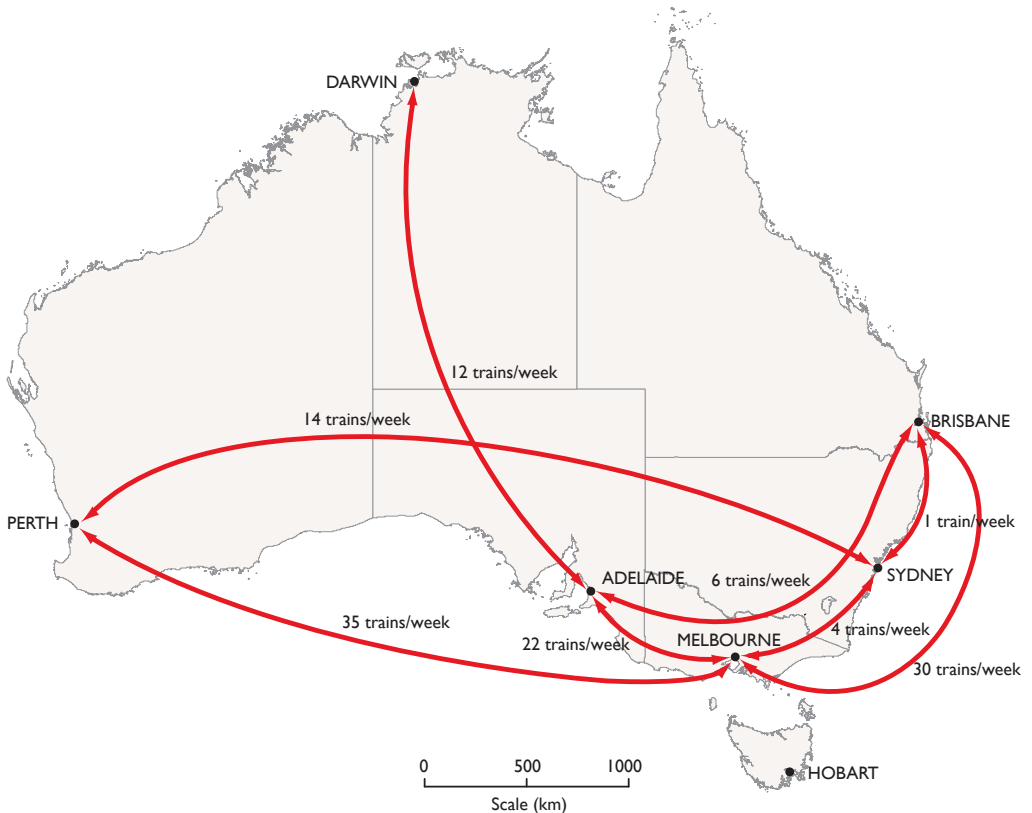 DARWIN
12 trains/week
14 trains/week
BRISBANE
PERTH
1 train/week
ADELAIDE
6 trains/week
SYDNEY
35 trains/week
22 trains/week
MELBOURNE
4 trains/week
30 trains/week
0 500 1000
Scale (km)
HOBART